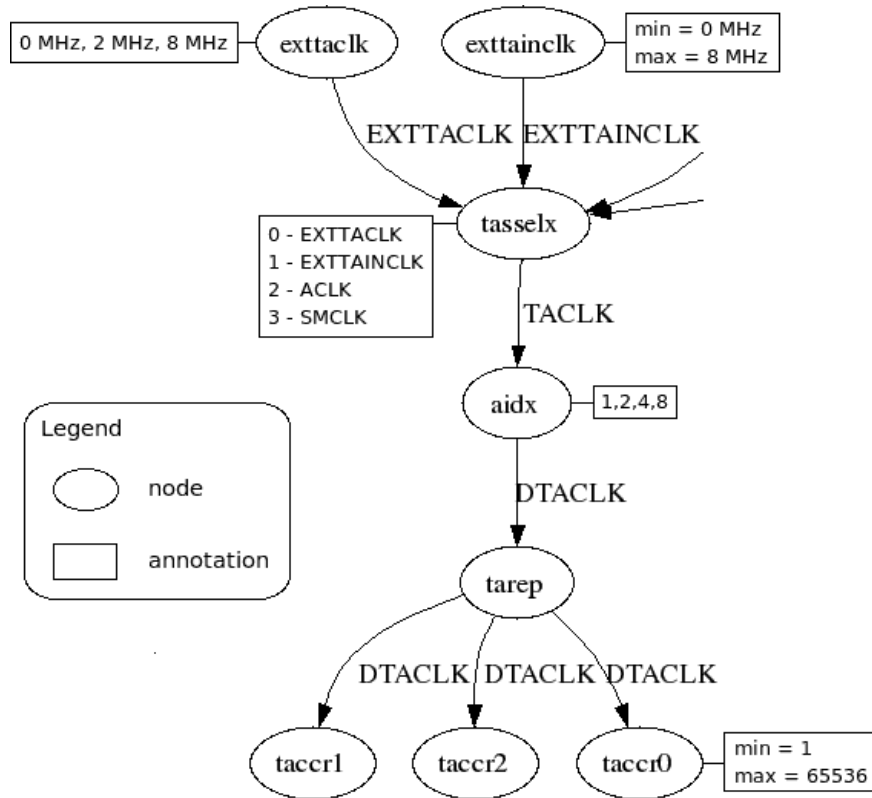 0 MHz, 2 MHz, 8 MHz
exttaclk
exttainclk
min = 0 MHz
max = 8 MHz
EXTTACLK
EXTTAINCLK
tasselx
0 - EXTTACLK
1 - EXTTAINCLK
2 - ACLK
3 - SMCLK
TACLK
aidx
1,2,4,8
Legend
node
annotation
DTACLK
tarep
DTACLK
DTACLK
DTACLK
taccr1
taccr2
taccr0
min = 1
max = 65536